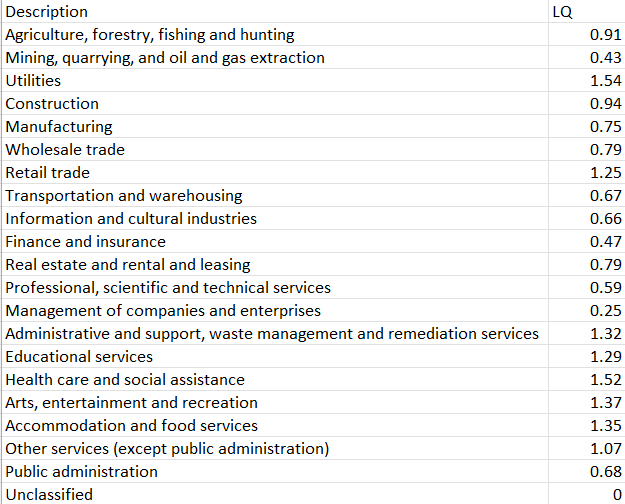 Description LQ
Agriculture, forestry, fishing and hunting 0.91
Mining, quarrying, and oil and gas extraction 0.43
Utilities 1.54
Construction 0.94
Manufacturing 0.75
Wholesale trade 0.79
Retail trade 1.25
Transportation and warehousing 0.67
Information and cultural industries 0.66
Finance and insurance 0.47
Real estate and rental and leasing 0.79
Professional, scientific and technical services 0.59
Management of companies and enterprises 0.25
Administrative and support, waste management and remediation services 1.32
Educational services 1.29
Health care and social assistance 1.52
Arts, entertainment and recreation 1.37
Accommodation and food services 1.35
Other services (except public administration) 1.07
Public administration 0.68
Unclassified 0